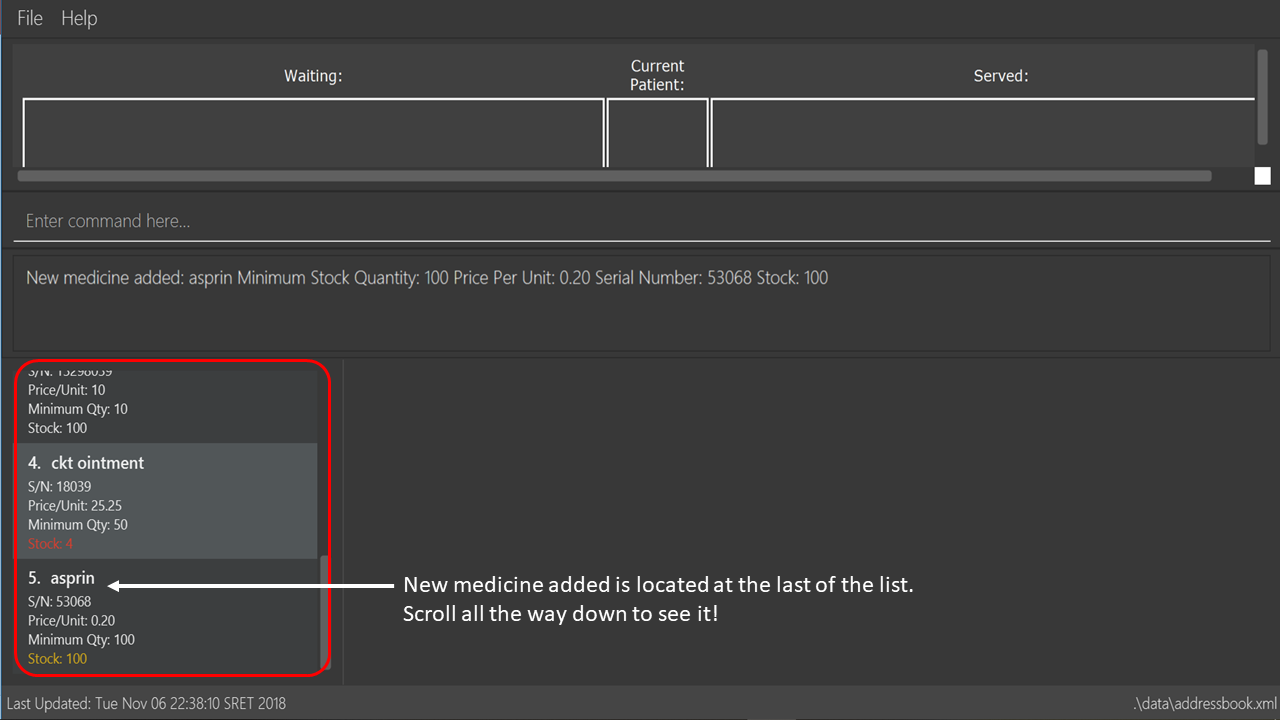 File Help
Waiting:
Current
Patient:
Served:
Enter command here...
New medicine added: asprin Minimum Stock Quantity: 100 Price Per Unit: 0.20 Serial Number: 53068 Stock: 100
S/N: 13298039
Price/Unit: 10
Minimum Qty: 10
Stock: 100
4. ckt ointment
S/N: 18039
Price/Unit: 25.25
Minimum Qty: 50
Stock: 4
5. asprin
S/N: 53068
Price/Unit: 0.20
Minimum Qty: 100
Stock: 100
New medicine added is located at the last of the list.
Scroll all the way down to see it!
Last Updated: Tue Nov 06 22:38:10 SRET 2018
.\data\addressbook.xml